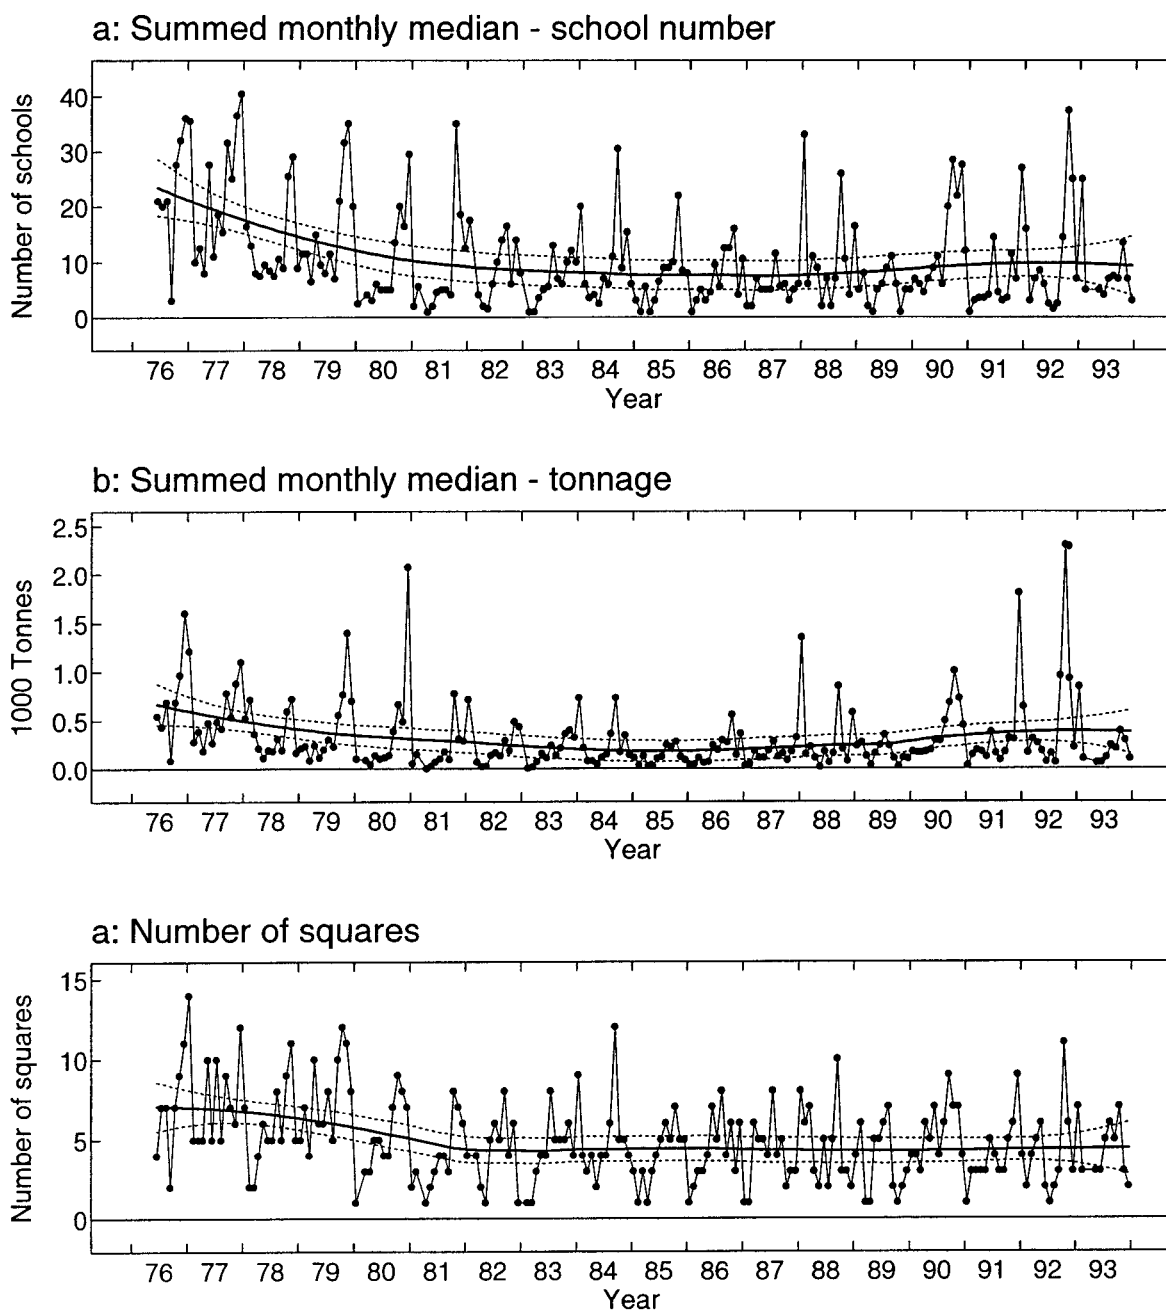 a: Summed monthly median - school number
Number of schools
40
30
20
10
0
76 77 78 79 80 81 82 83 84 85 86 87 88 89 90 91 92 93
Year
b: Summed monthly median - tonnage
1000 Tonnes
2.5
2.0
1.5
1.0
0.5
0.0
76 77 78 79 80 81 82 83 84 85 86 87 88 89 90 91 92 93
Year
a: Number of squares
Number of squares
15
10
5
0
76 77 78 79 80 81 82 83 84 85 86 87 88 89 90 91 92 93
Year